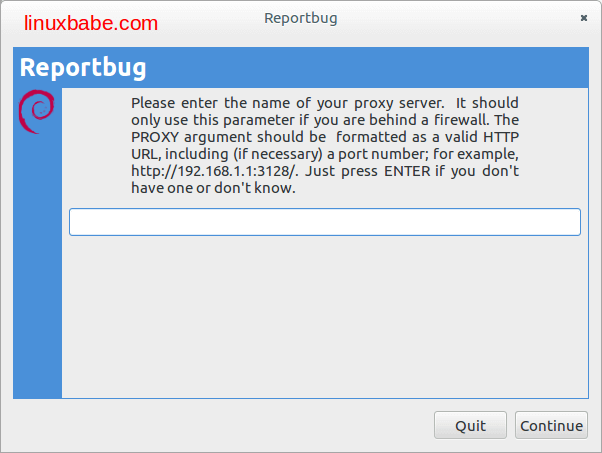 linuxbabe.com
Reportbug
Reportbug
Please enter the name of your proxy server.  It should
only use this parameter if you are behind a firewall. The
PROXY argument should be  formatted as a valid HTTP
URL, including (if necessary) a port number; for example,
http://192.168.1.1:3128/. Just press ENTER if you don't
have one or don't know.
Quit
Continue